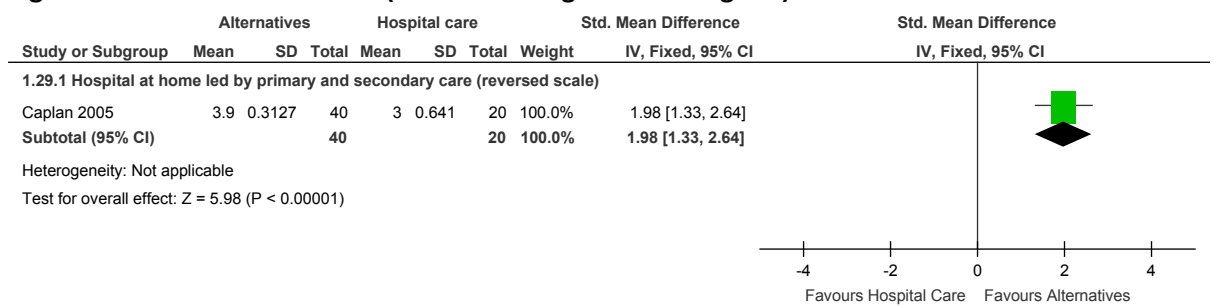 Alternatives Hospital care Std. Mean Difference Std. Mean Difference
Study or Subgroup Mean SD Total Mean SD Total Weight IV, Fixed, 95% CI IV, Fixed, 95% CI
1.29.1 Hospital at home led by primary and secondary care (reversed scale)
Caplan 2005 3.9 0.3127 40 3 0.641 20 100.0% 1.98 [1.33, 2.64]
Subtotal (95% CI) 40 20 100.0% 1.98 [1.33, 2.64]
Heterogeneity: Not applicable
Test for overall effect: Z = 5.98 (P < 0.00001)
-4 -2 0 2 4
Favours Hospital Care Favours Alternatives